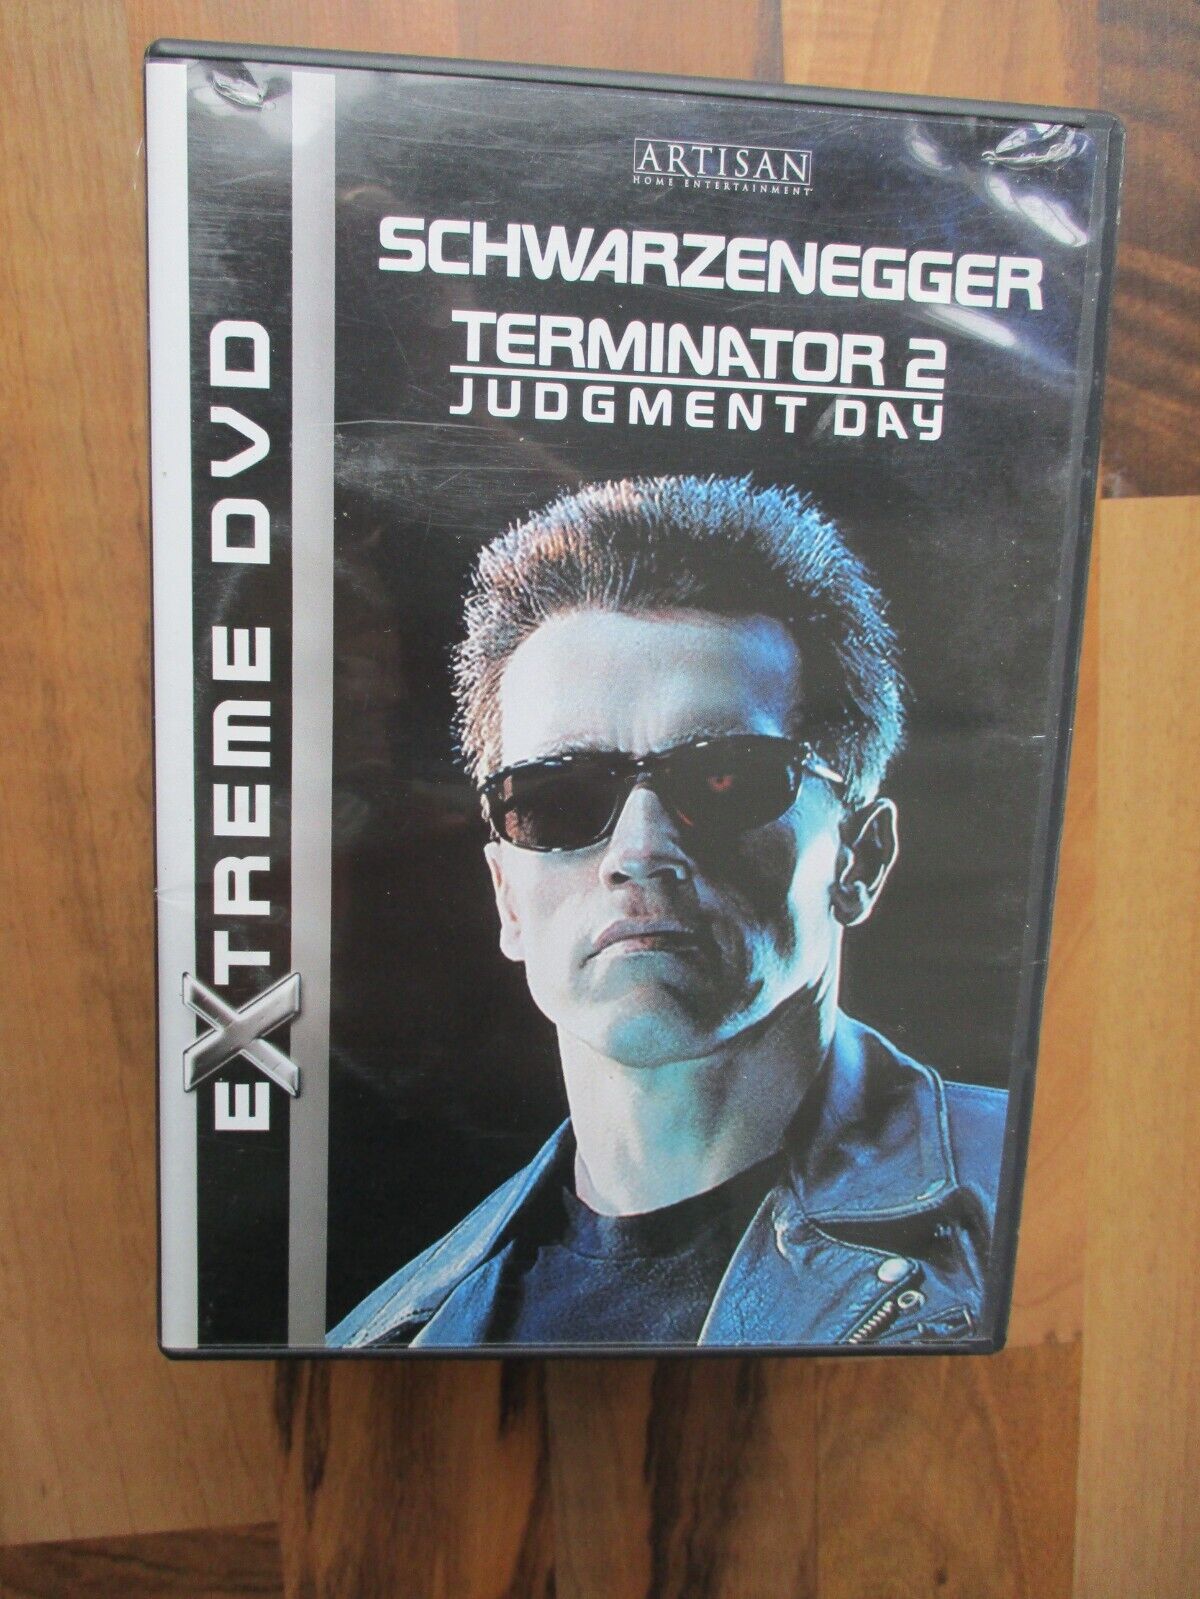 ARTISAN
HOME ENTERTAINMENT
SCHWARZENEGGER
TERMINATOR 2
JUDGMENT DAY
EXTREME DVD